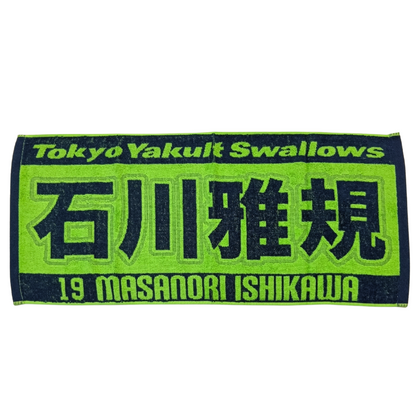 Tokyo Yakult Swallows
石川雅規
19 MASANORI ISHIKAWA